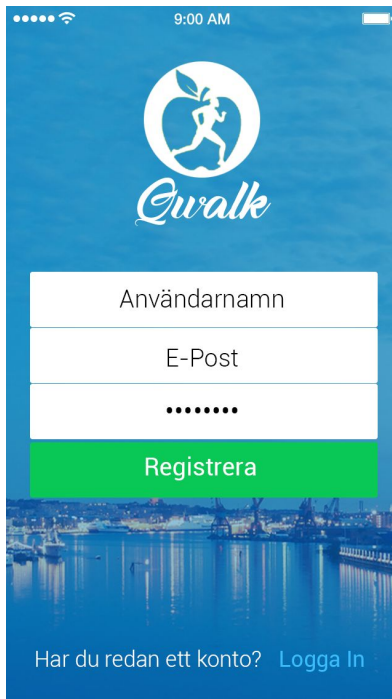 9:00 AM
Qwalk
Användarnamn
E-Post
••••••••
Registrera
Har du redan ett konto? Logga In